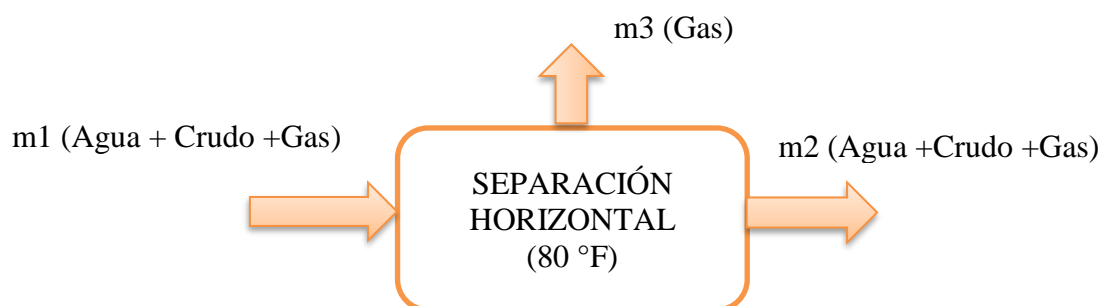 m3 (Gas)
m1 (Agua + Crudo +Gas)
m2 (Agua +Crudo +Gas)
SEPARACIÓN
HORIZONTAL
(80 °F)